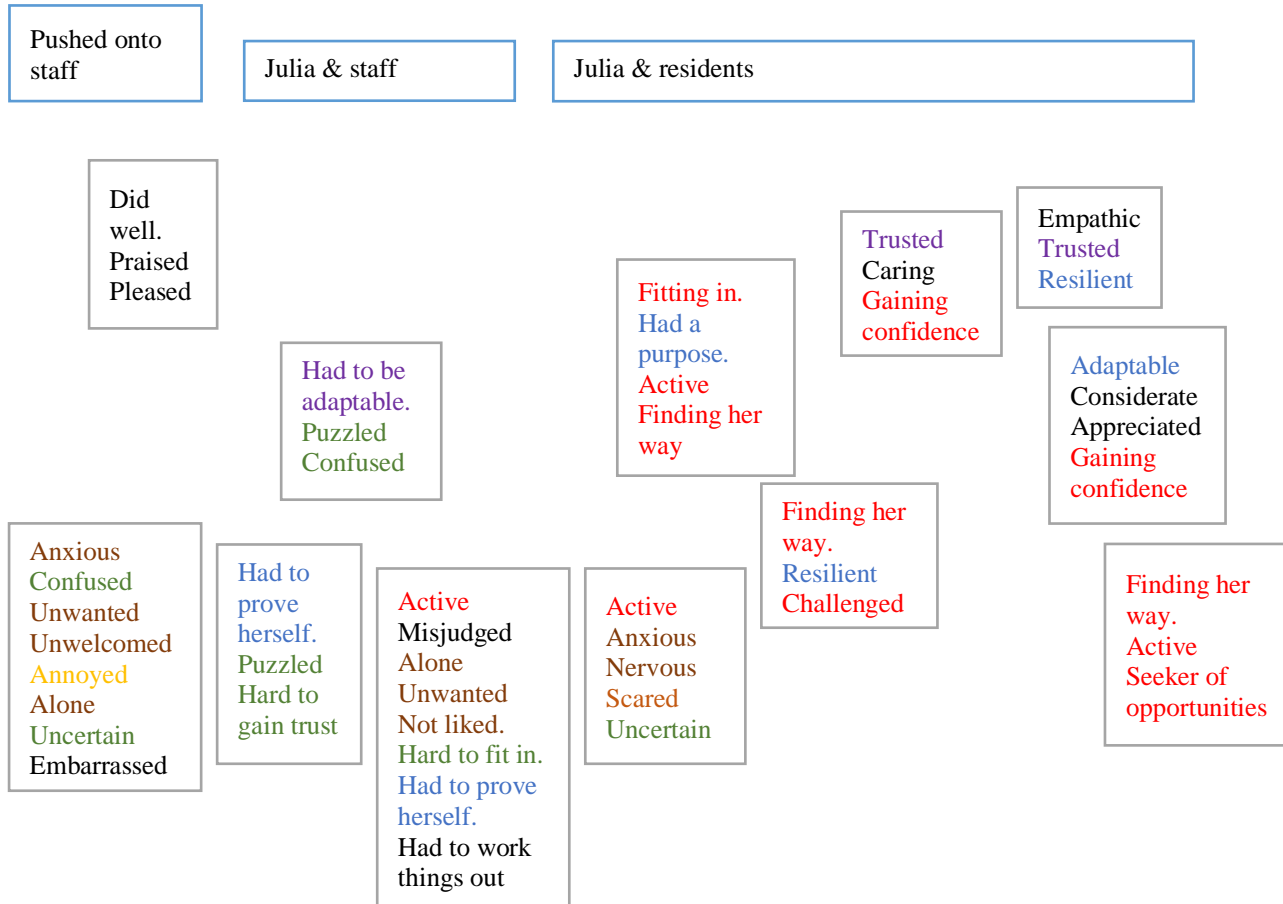 Pushed onto
staff
Julia & staff
Julia & residents
Did
well.
Praised
Pleased
Had to be
adaptable.
Puzzled
Confused
Anxious
Confused
Unwanted
Unwelcomed
Annoyed
Alone
Uncertain
Embarrassed
Had to
prove
herself.
Puzzled
Hard to
gain trust
Active
Misjudged
Alone
Unwanted
Not liked.
Hard to fit in.
Had to prove
herself.
Had to work
things out
Fitting in.
Had a
purpose.
Active
Finding her
way
Active
Anxious
Nervous
Scared
Uncertain
Finding her
way.
Resilient
Challenged
Trusted
Caring
Gaining
confidence
Empathic
Trusted
Resilient
Adaptable
Considerate
Appreciated
Gaining
confidence
Finding her
way.
Active
Seeker of
opportunities